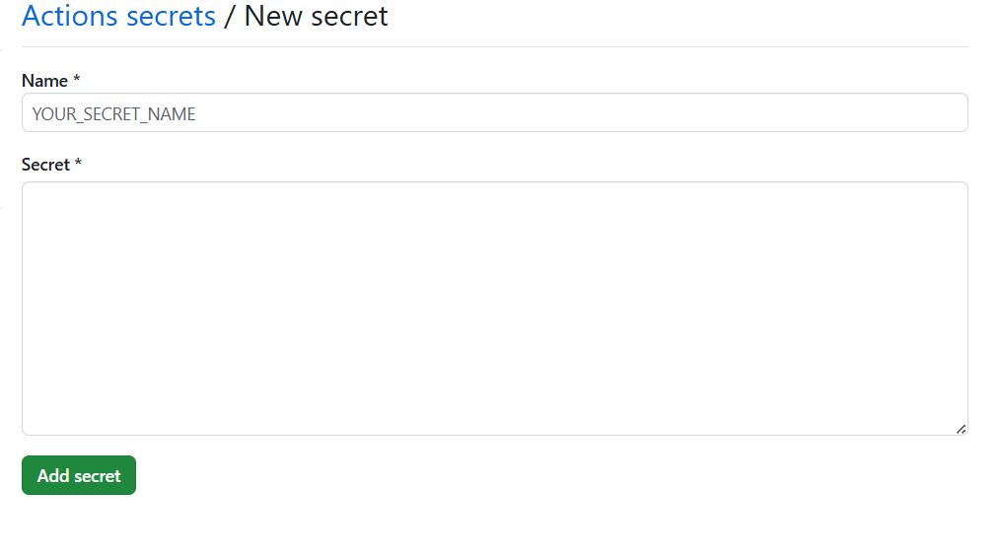 Actions secrets / New secret
Name *
YOUR_SECRET_NAME
Secret *
Add secret